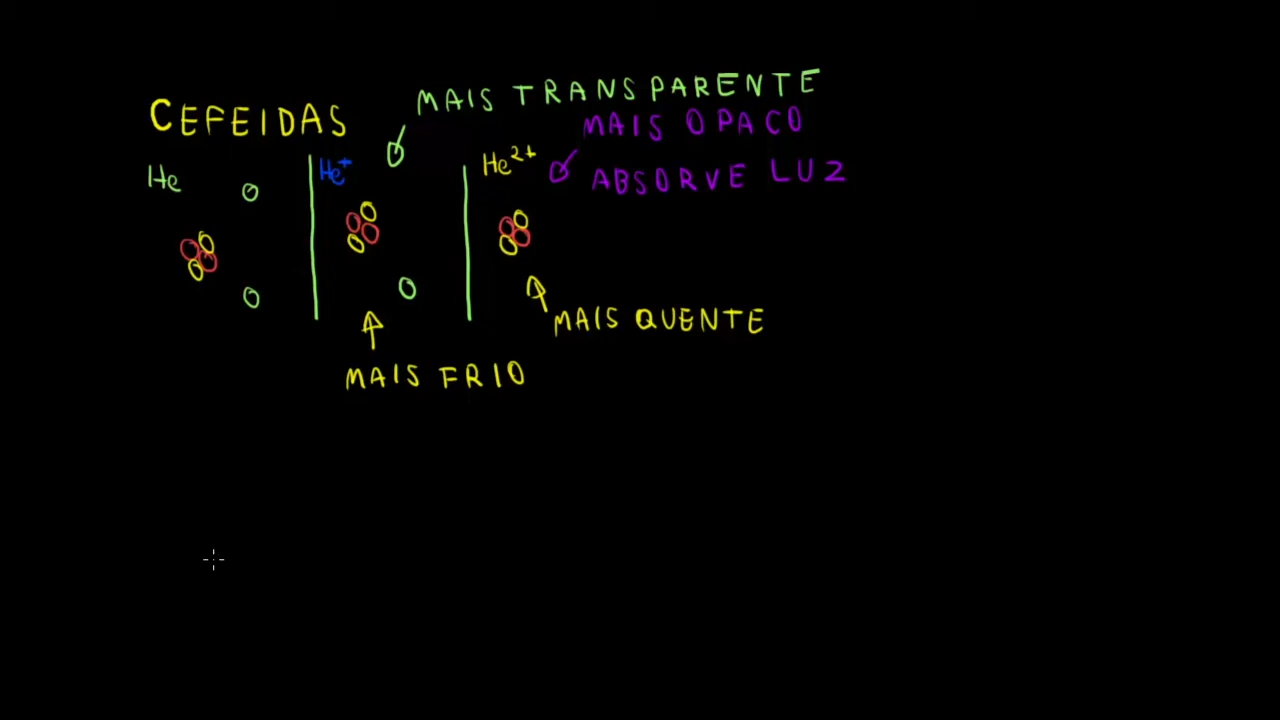 CEFEIDAS
MAIS TRANSPARENTE
MAIS OPACO
ABSORVE LUZ
He
He+
He2+
MAIS QUENTE
MAIS FRIO